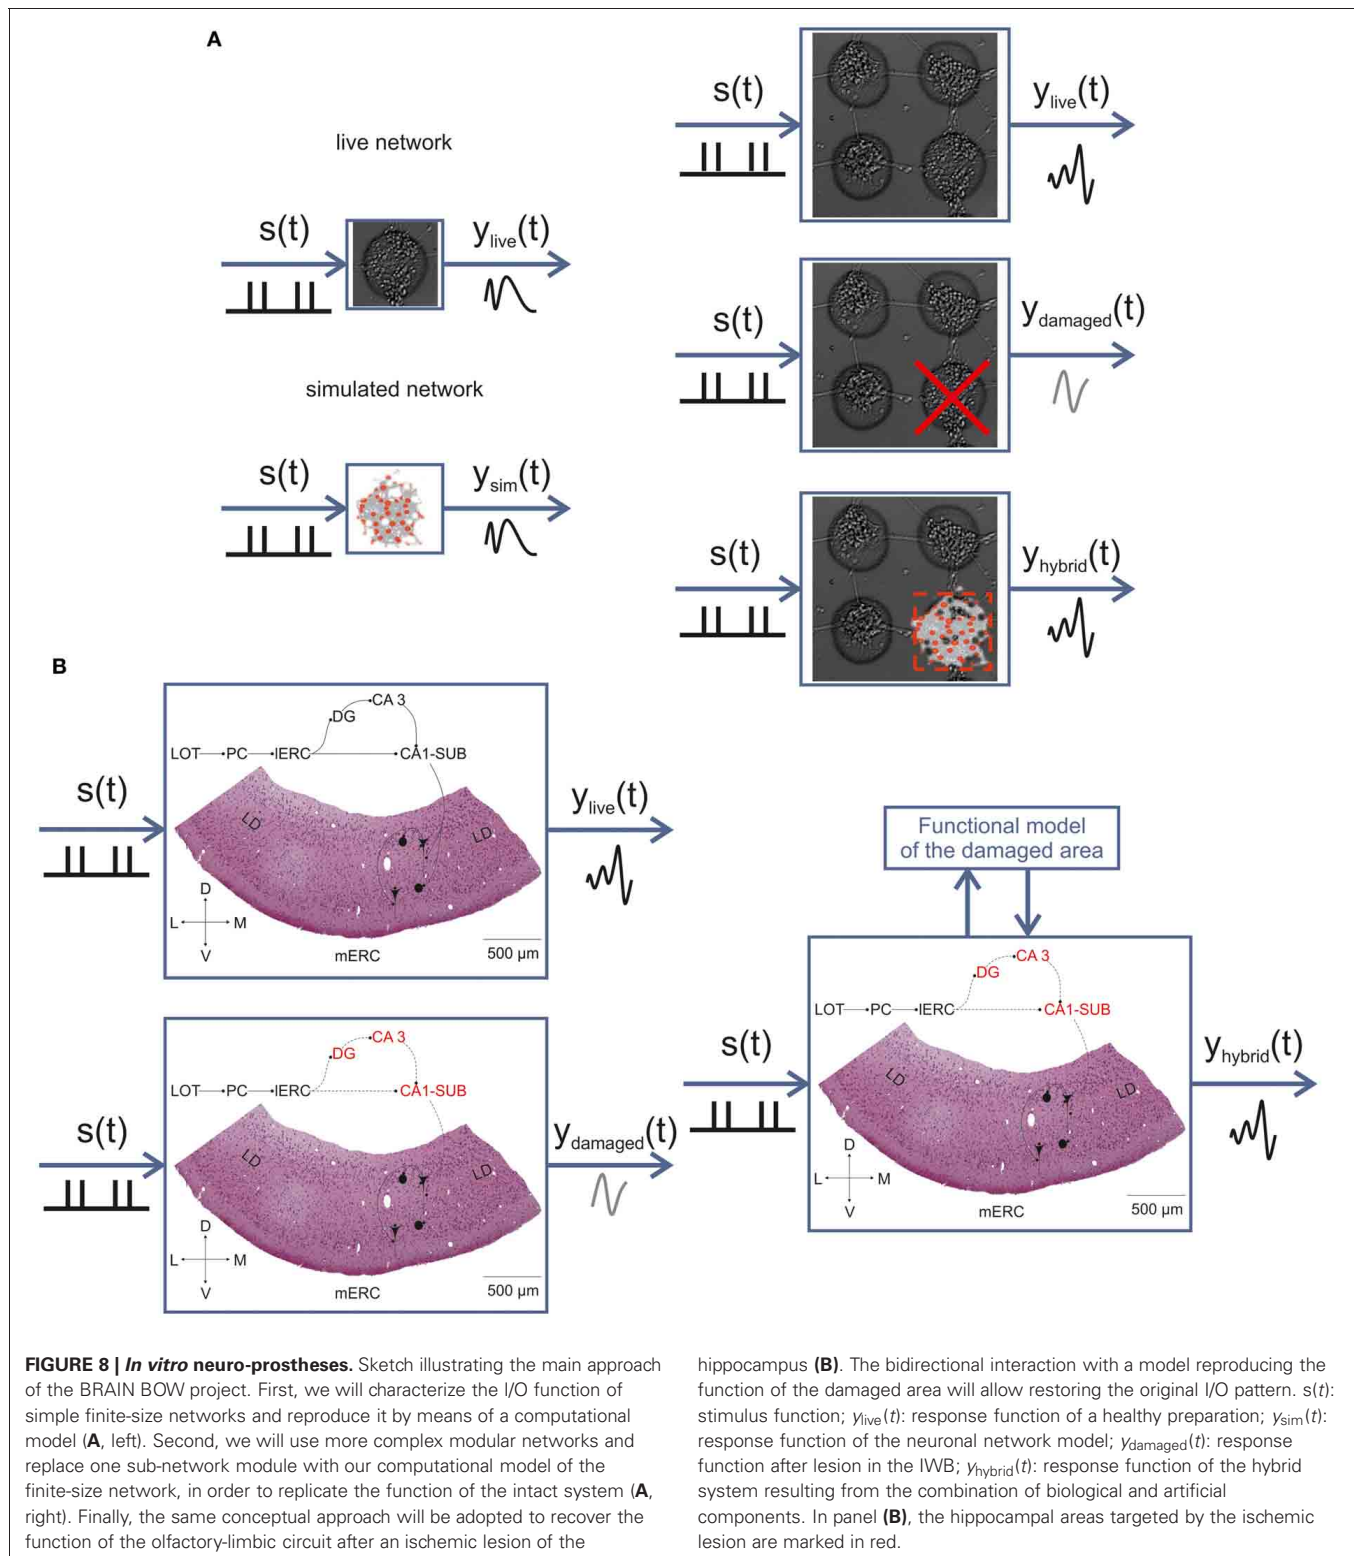 A
live network
s(t)
y_live(t)
simulated network
s(t)
y_sim(t)
s(t)
y_live(t)
s(t)
y_damaged(t)
s(t)
y_hybrid(t)
B
s(t)
CA 3
DG
LOT PC lERC CA1-SUB
LD
LD
D
L M
V
mERC
500 µm
y_live(t)
s(t)
CA 3
DG
LOT PC lERC CA1-SUB
LD
LD
D
L M
V
mERC
500 µm
y_damaged(t)
Functional model
of the damaged area
s(t)
CA 3
DG
LOT PC lERC CA1-SUB
LD
LD
D
L M
V
mERC
500 µm
y_hybrid(t)
FIGURE 8 | In vitro neuro-prostheses. Sketch illustrating the main approach
of the BRAIN BOW project. First, we will characterize the I/O function of
simple finite-size networks and reproduce it by means of a computational
model (A, left). Second, we will use more complex modular networks and
replace one sub-network module with our computational model of the
finite-size network, in order to replicate the function of the intact system (A,
right). Finally, the same conceptual approach will be adopted to recover the
function of the olfactory-limbic circuit after an ischemic lesion of the
hippocampus (B). The bidirectional interaction with a model reproducing the
function of the damaged area will allow restoring the original I/O pattern. s(t):
stimulus function; y_live(t): response function of a healthy preparation; y_sim(t):
response function of the neuronal network model; y_damaged(t): response
function after lesion in the IWB; y_hybrid(t): response function of the hybrid
system resulting from the combination of biological and artificial
components. In panel (B), the hippocampal areas targeted by the ischemic
lesion are marked in red.